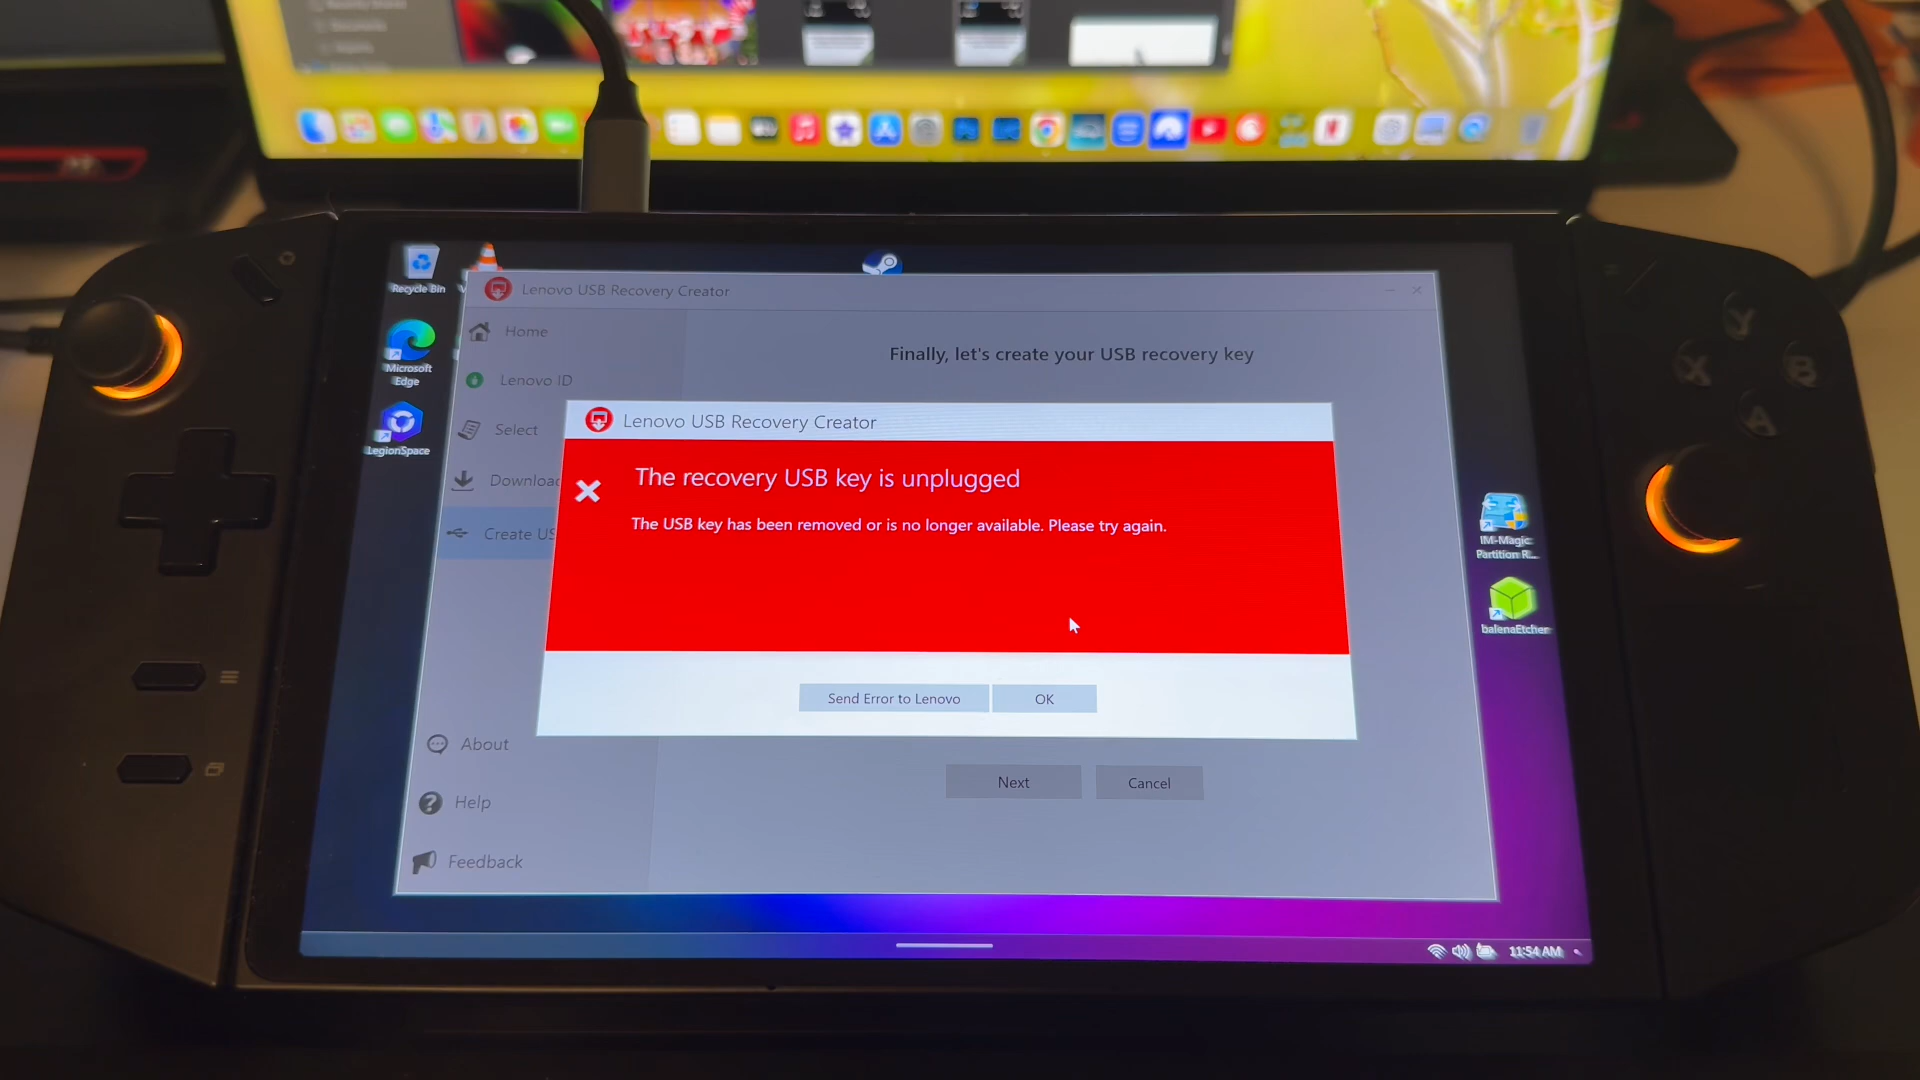 Recycle Bin
Microsoft
Edge
LegionSpace
Lenovo USB Recovery Creator
Home
Lenovo ID
Select
Create US
About
Help
Feedback
Finally, let's create your USB recovery key
Lenovo USB Recovery Creator
The recovery USB key is unplugged
The USB key has been removed or is no longer available. Please try again.
Send Error to Lenovo
OK
Next
Cancel
IM-Magic
Partition R...
balenaEtcher
11:54 AM
Y
X
B
A